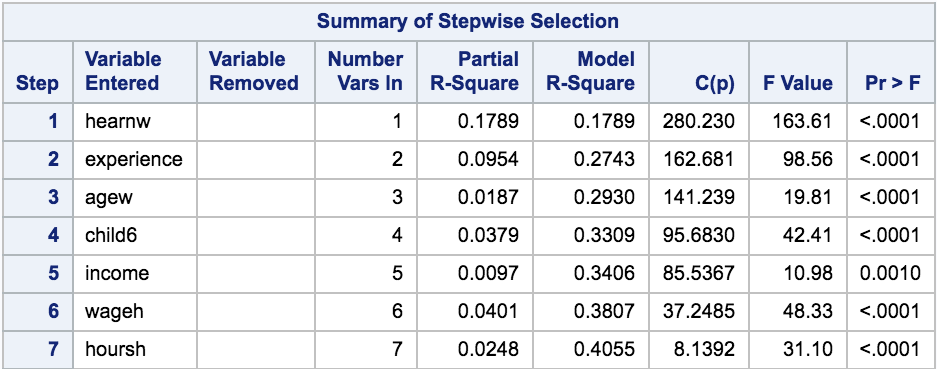 Summary of Stepwise Selection
Step Variable Entered Variable Removed Number Vars In Partial R-Square Model R-Square C(p) F Value Pr > F
1 hearnw 1 0.1789 0.1789 280.230 163.61 <.0001
2 experience 2 0.0954 0.2743 162.681 98.56 <.0001
3 agew 3 0.0187 0.2930 141.239 19.81 <.0001
4 child6 4 0.0379 0.3309 95.6830 42.41 <.0001
5 income 5 0.0097 0.3406 85.5367 10.98 0.0010
6 wageh 6 0.0401 0.3807 37.2485 48.33 <.0001
7 hoursh 7 0.0248 0.4055 8.1392 31.10 <.0001